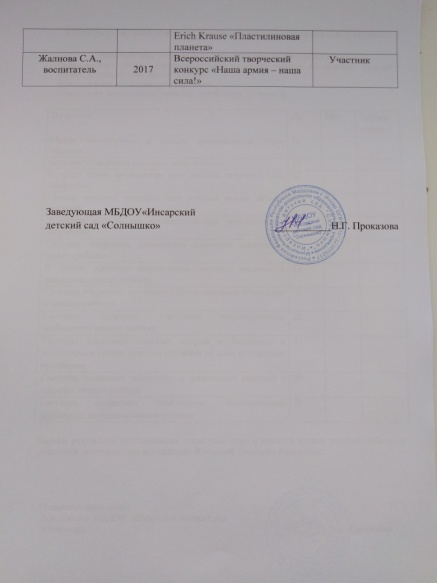 Erich Krause «Пластилиновая
планета»
Жалнова С.А.,
воспитатель
2017
Всероссийский творческий
конкурс «Наша армия – наша
сила!»
Участник
Заведующая МБДОУ«Инсарский
детский сад «Солнышко»
Н.Г. Проказова